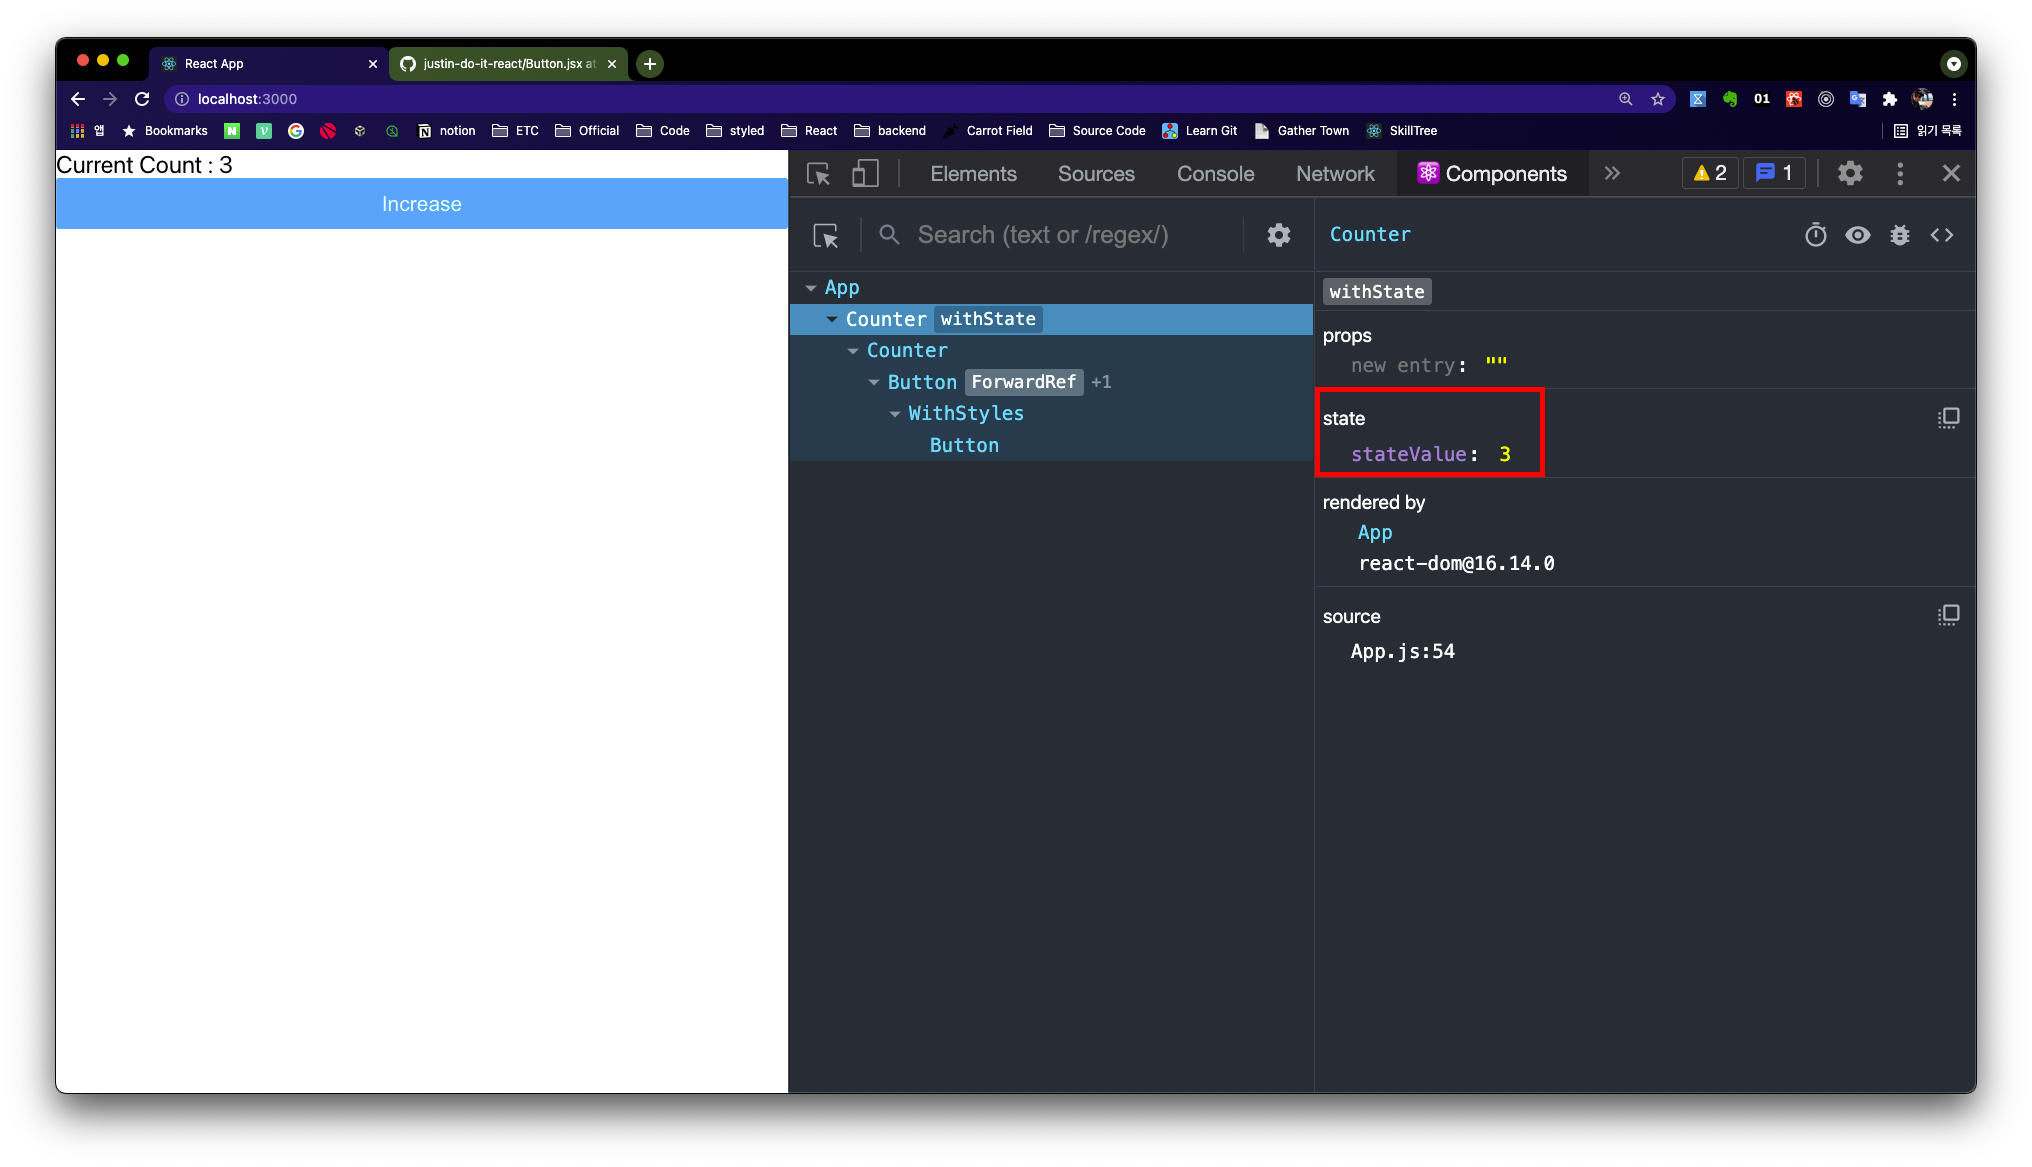 React App
justin-do-it-react/Button.jsx at
localhost:3000
01
앱 Bookmarks notion ETC Official Code styled React backend Carrot Field Source Code Learn Git Gather Town SkillTree 읽기 목록
Current Count : 3
Increase
Elements Sources Console Network Components 2 1
Search (text or /regex/)
Counter
App
Counter withState
Counter
Button ForwardRef +1
WithStyles
Button
withState
props
new entry: ""
state
stateValue: 3
rendered by
App
react-dom@16.14.0
source
App.js:54